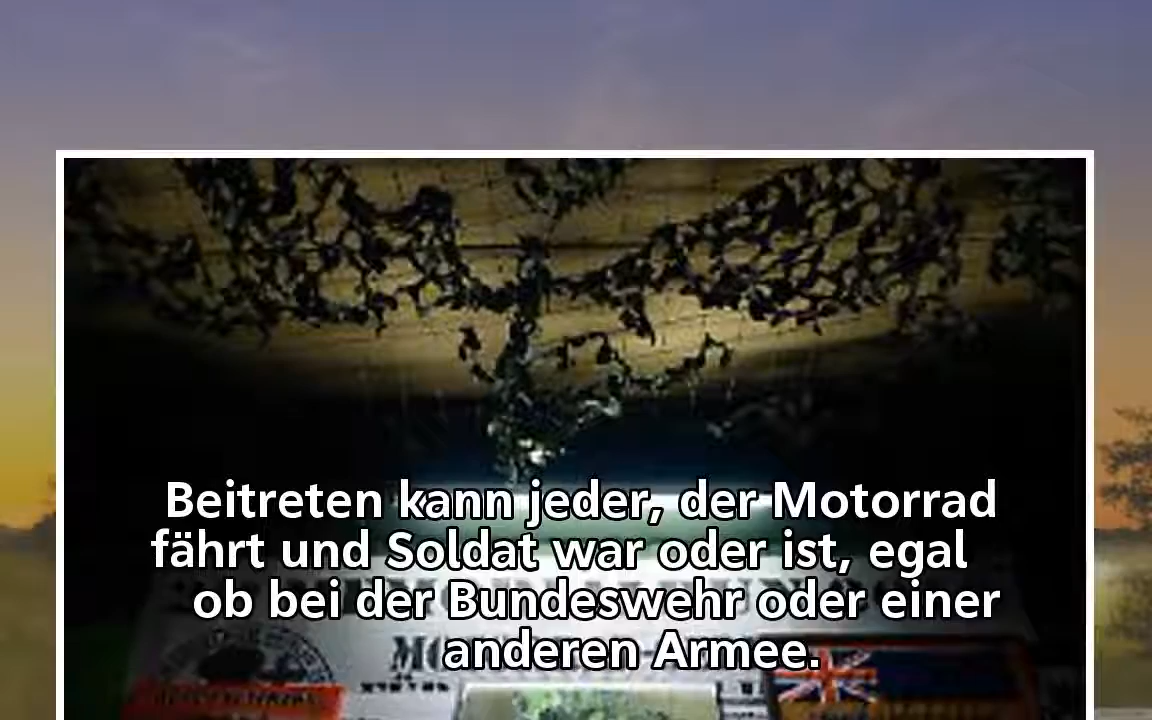 Beitreten kann jeder, der Motorrad
fährt und Soldat war oder ist, egal
ob bei der Bundeswehr oder einer
anderen Armee.